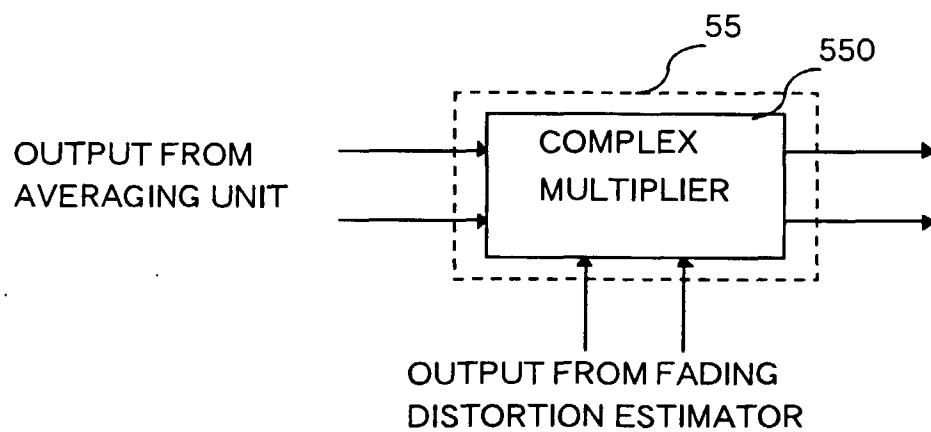 55
550
COMPLEX
MULTIPLIER
OUTPUT FROM
AVERAGING UNIT
OUTPUT FROM FADING
DISTORTION ESTIMATOR